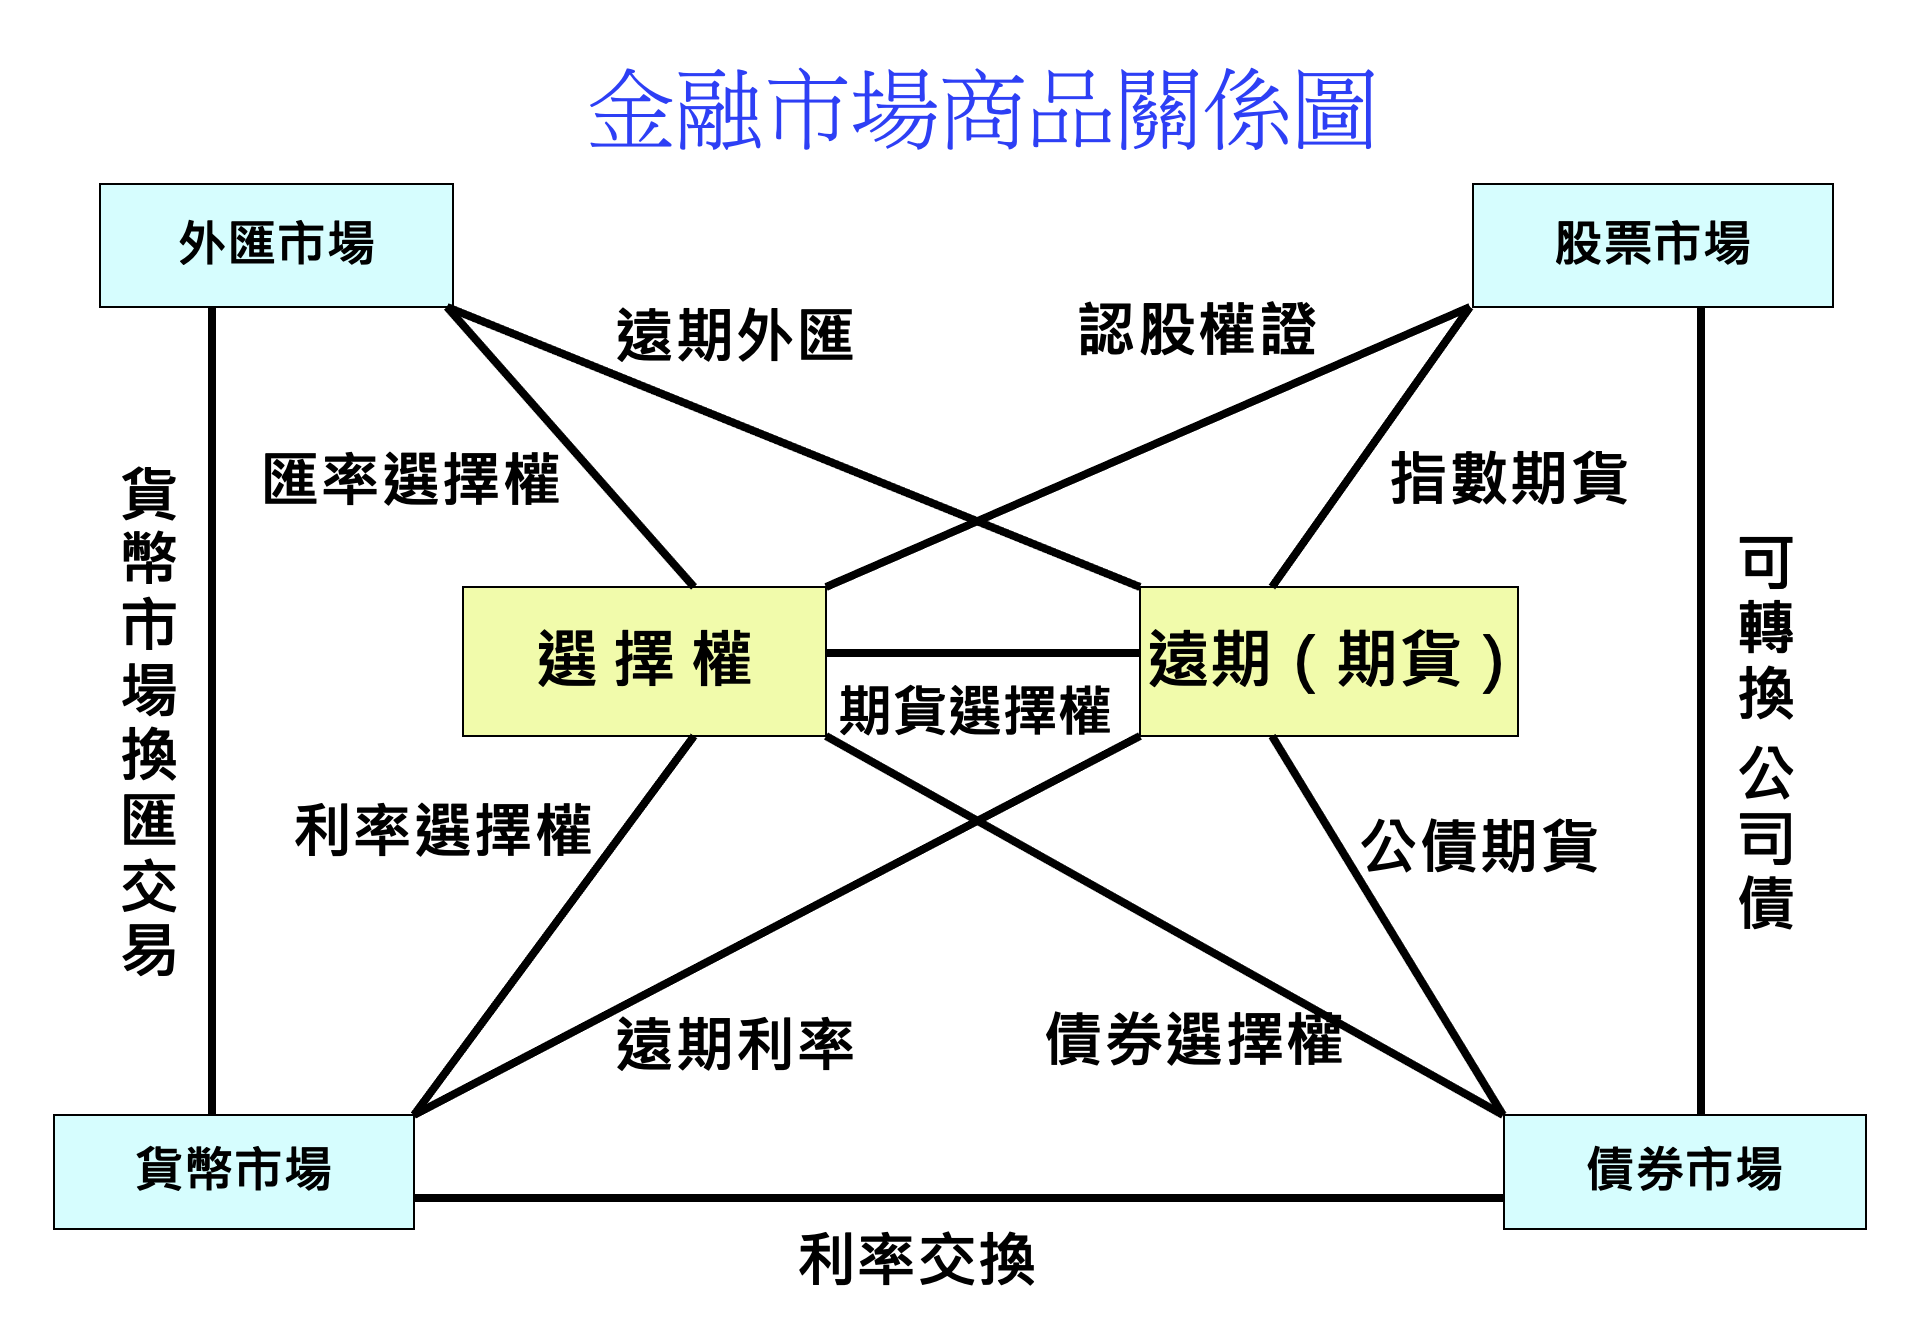 金融市場商品關係圖
外匯市場
股票市場
遠期外匯
認股權證
匯率選擇權
指數期貨
貨幣市場換匯交易
可轉換公司債
選擇權
遠期(期貨)
期貨選擇權
利率選擇權
公債期貨
遠期利率
債券選擇權
貨幣市場
債券市場
利率交換